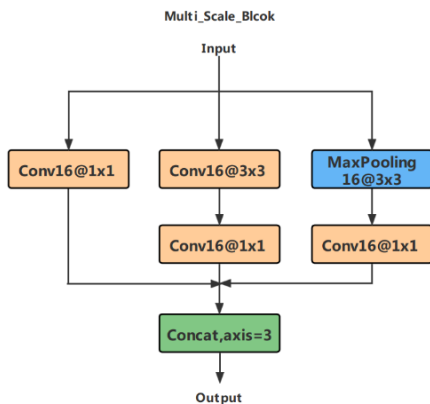 Multi_Scale_Blcok
Input
Conv16@1x1
Conv16@3x3
MaxPooling
16@3x3
Conv16@1x1
Conv16@1x1
Concat,axis=3
Output